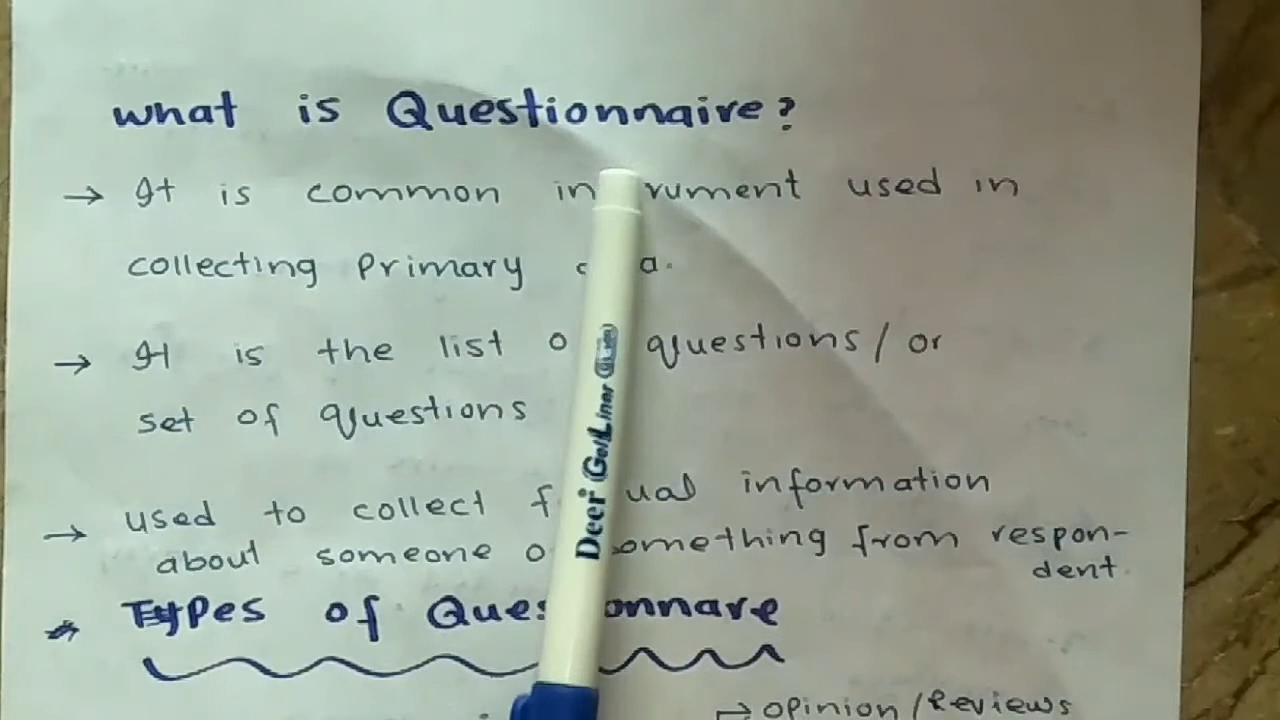 what is Questionnaire?
→ It is common in rument used in
collecting Primary a.
→ It is the list o questions / or
set of questions
→ used to collect f ual information
about someone o omething from respon-
dent.
* Types of Ques onnare
→ opinion / Reviews
Deer Gel Liner